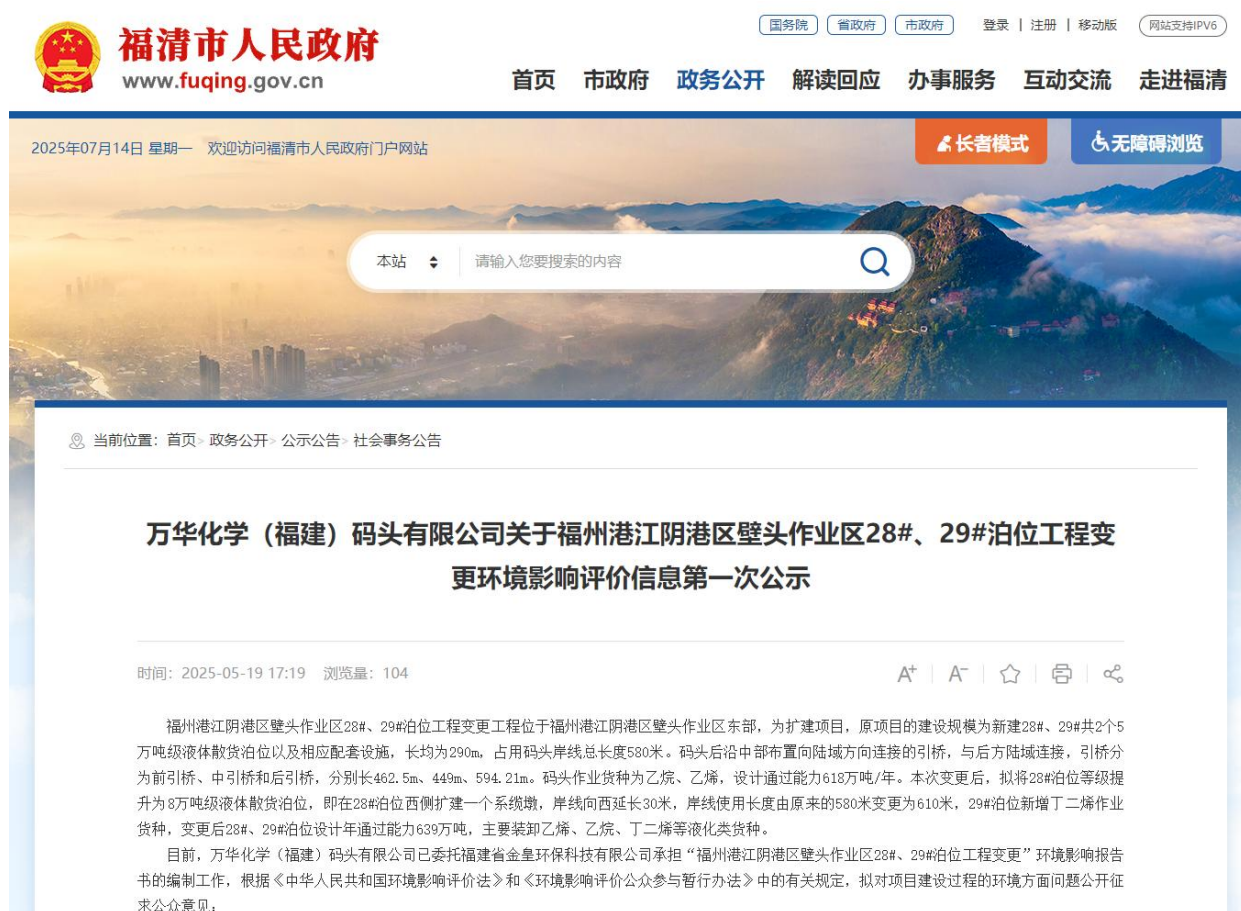 国务院 省政府 市政府 登录 | 注册 | 移动版 网站支持IPV6
福清市人民政府
www.fuqing.gov.cn
首页 市政府 政务公开 解读回应 办事服务 互动交流 走进福清
2025年07月14日 星期一 欢迎访问福清市人民政府门户网站
长者模式 无障碍浏览
本站 请输入您要搜索的内容
当前位置：首页> 政务公开> 公示公告> 社会事务公告
万华化学（福建）码头有限公司关于福州港江阴港区壁头作业区28#、29#泊位工程变
更环境影响评价信息第一次公示
时间：2025-05-19 17:19 浏览量：104
A+ A-
福州港江阴港区壁头作业区28#、29#泊位工程变更工程位于福州港江阴港区壁头作业区东部，为扩建项目，原项目的建设规模为新建28#、29#共2个5
万吨级液体散货泊位以及相应配套设施，长均为290m，占用码头岸线总长度580米。码头后沿中部布置向陆域方向连接的引桥，与后方陆域连接，引桥分
为前引桥、中引桥和后引桥，分别长462.5m、449m、594.21m。码头作业货种为乙烷、乙烯，设计通过能力618万吨/年。本次变更后，拟将28#泊位等级提
升为8万吨级液体散货泊位，即在28#泊位西侧扩建一个系缆墩，岸线向西延长30米，岸线使用长度由原来的580米变更为610米，29#泊位新增丁二烯作业
货种，变更后28#、29#泊位设计年通过能力639万吨，主要装卸乙烯、乙烷、丁二烯等液化类货种。
目前，万华化学（福建）码头有限公司已委托福建省金皇环保科技有限公司承担“福州港江阴港区壁头作业区28#、29#泊位工程变更”环境影响报告
书的编制工作，根据《中华人民共和国环境影响评价法》和《环境影响评价公众参与暂行办法》中的有关规定，拟对项目建设过程的环境方面问题公开征
求公众意见：